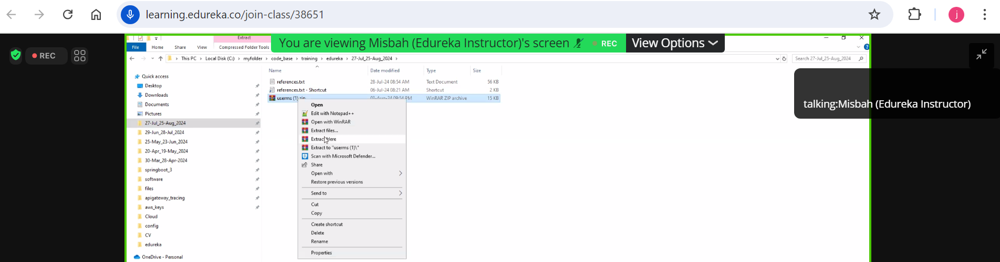 learning.edureka.co/join-class/38651
j
REC
You are viewing Misbah (Edureka Instructor)'s screen REC View Options
talking:Misbah (Edureka Instructor)
Extract
File Home Share View Compressed Folder Tools
This PC > Local Disk (C:) > myfolder > code_base > training > edureka > 27-Jul_25-Aug_2024 >
Search 27-Jul_25-Aug_2024
Name Date modified Type Size
references.txt 28-Jul-24 08:54 AM Text Document 56 KB
references.txt - Shortcut 06-Jul-24 08:21 AM Shortcut 2 KB
userms (1).zip 03-Aug-24 09:54 PM WinRAR ZIP archive 15 KB
Quick access
Desktop
Downloads
Documents
Pictures
27-Jul_25-Aug_2024
29-Jun_28-Jul_2024
25-May_23-Jun_2024
20-Apr_19-May_2024
30-Mar_28-Apr-2024
springboot_3
software
files
apigateway_tracing
aws_keys
Cloud
config
CV
edureka
OneDrive - Personal
Open
Edit with Notepad++
Open with WinRAR
Extract files...
Extract Here
Extract to "userms (1)\"
Scan with Microsoft Defender...
Share
Open with
Restore previous versions
Send to
Cut
Copy
Create shortcut
Delete
Rename
Properties